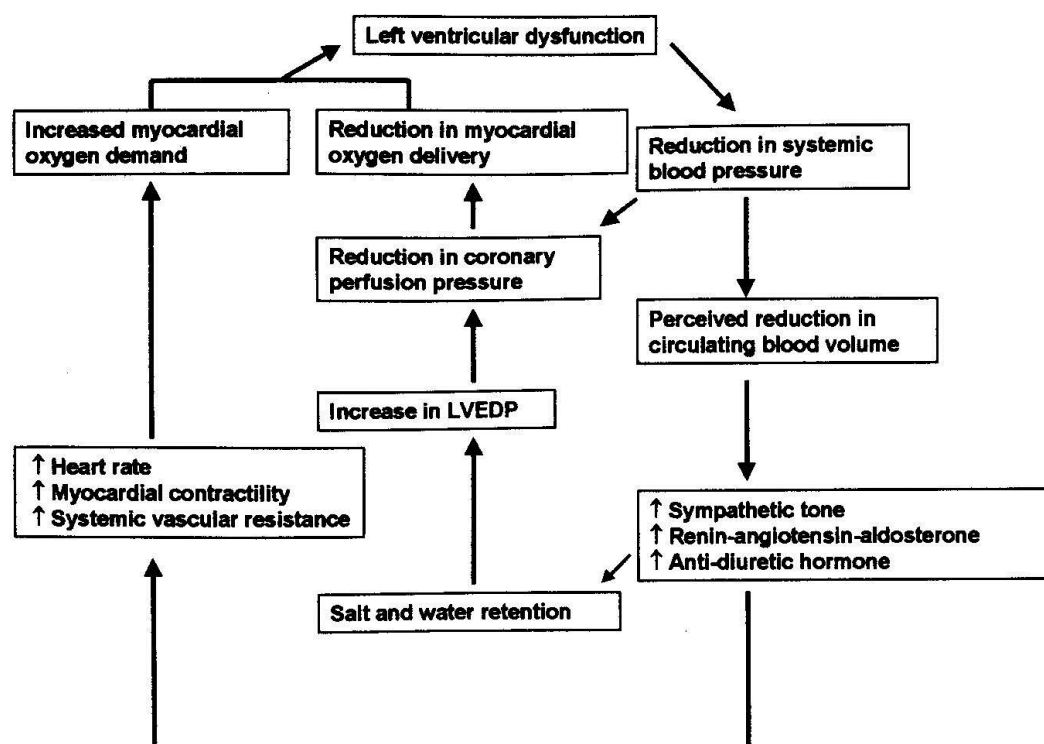 Left ventricular dysfunction
Increased myocardial
oxygen demand
Reduction in myocardial
oxygen delivery
Reduction in systemic
blood pressure
Reduction in coronary
perfusion pressure
Perceived reduction in
circulating blood volume
Increase in LVEDP
↑ Heart rate
↑ Myocardial contractility
↑ Systemic vascular resistance
↑ Sympathetic tone
↑ Renin-angiotensin-aldosterone
↑ Anti-diuretic hormone
Salt and water retention